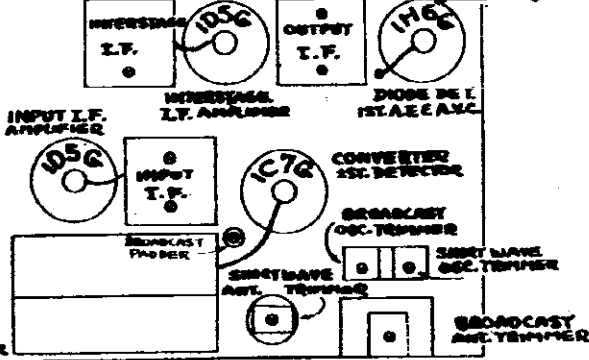 INTERSTAGE
I.F.
1D5G
OUTPUT
I.F.
1H6G
INTERSTAGE
I.F. AMPLIFIER
DIODE DET.
1ST. A.F. & A.V.C.
INPUT I.F.
AMPLIFIER
1D5G
INPUT
I.F.
1C7G
CONVERTER
1ST. DETECTOR
BROADCAST
PADDER
BROADCAST
OSC. TRIMMER
SHORT WAVE
OSC. TRIMMER
SHORT WAVE
ANT. TRIMMER
BROADCAST
ANT. TRIMMER